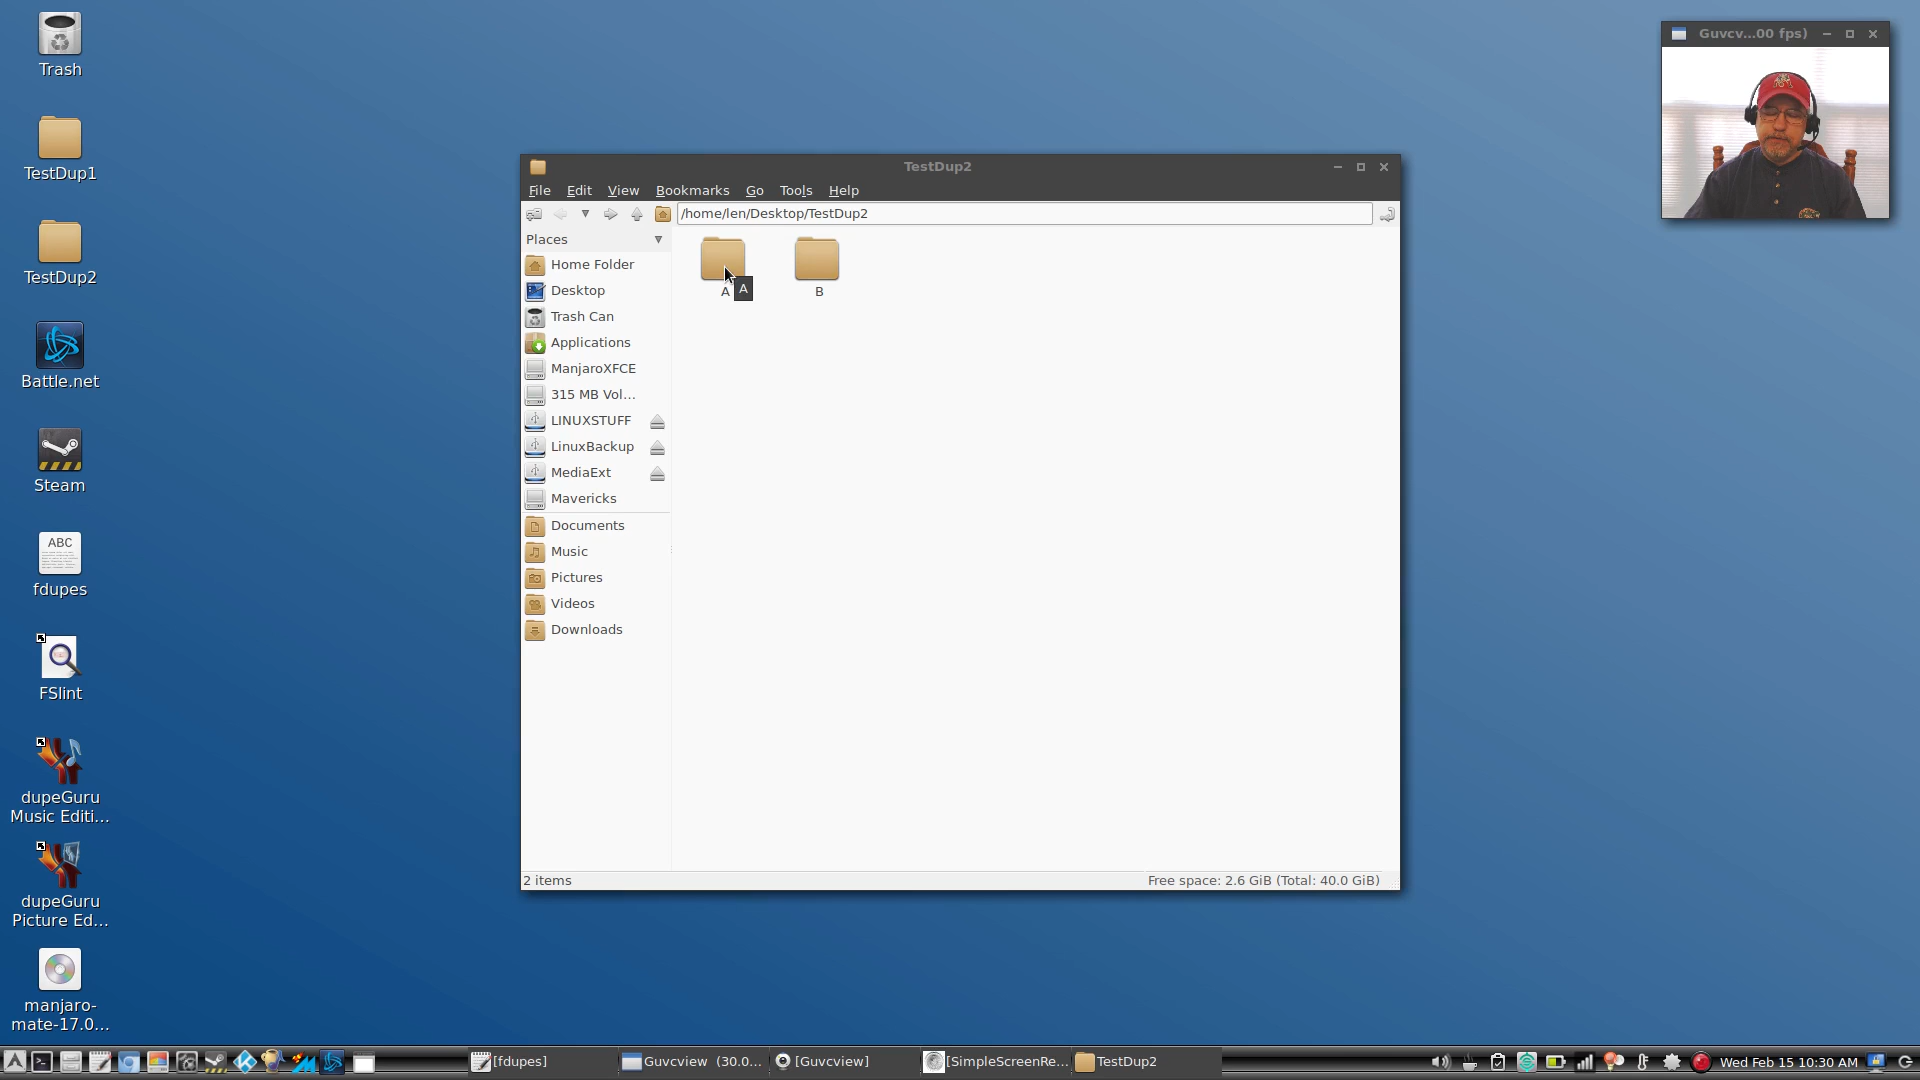 Trash
TestDup1
TestDup2
Battle.net
Steam
ABC
fdupes
FSlint
dupeGuru
Music Editi...
dupeGuru
Picture Ed...
manjaro-
mate-17.0...
TestDup2
File Edit View Bookmarks Go Tools Help
/home/len/Desktop/TestDup2
Places
Home Folder
Desktop
Trash Can
Applications
ManjaroXFCE
315 MB Vol...
LINUXSTUFF
LinuxBackup
MediaExt
Mavericks
Documents
Music
Pictures
Videos
Downloads
A
A
B
2 items
Free space: 2.6 GiB (Total: 40.0 GiB)
Guvcv...00 fps)
[fdupes]
Guvcview (30.0...
[Guvcview]
[SimpleScreenRe...
TestDup2
Wed Feb 15 10:30 AM